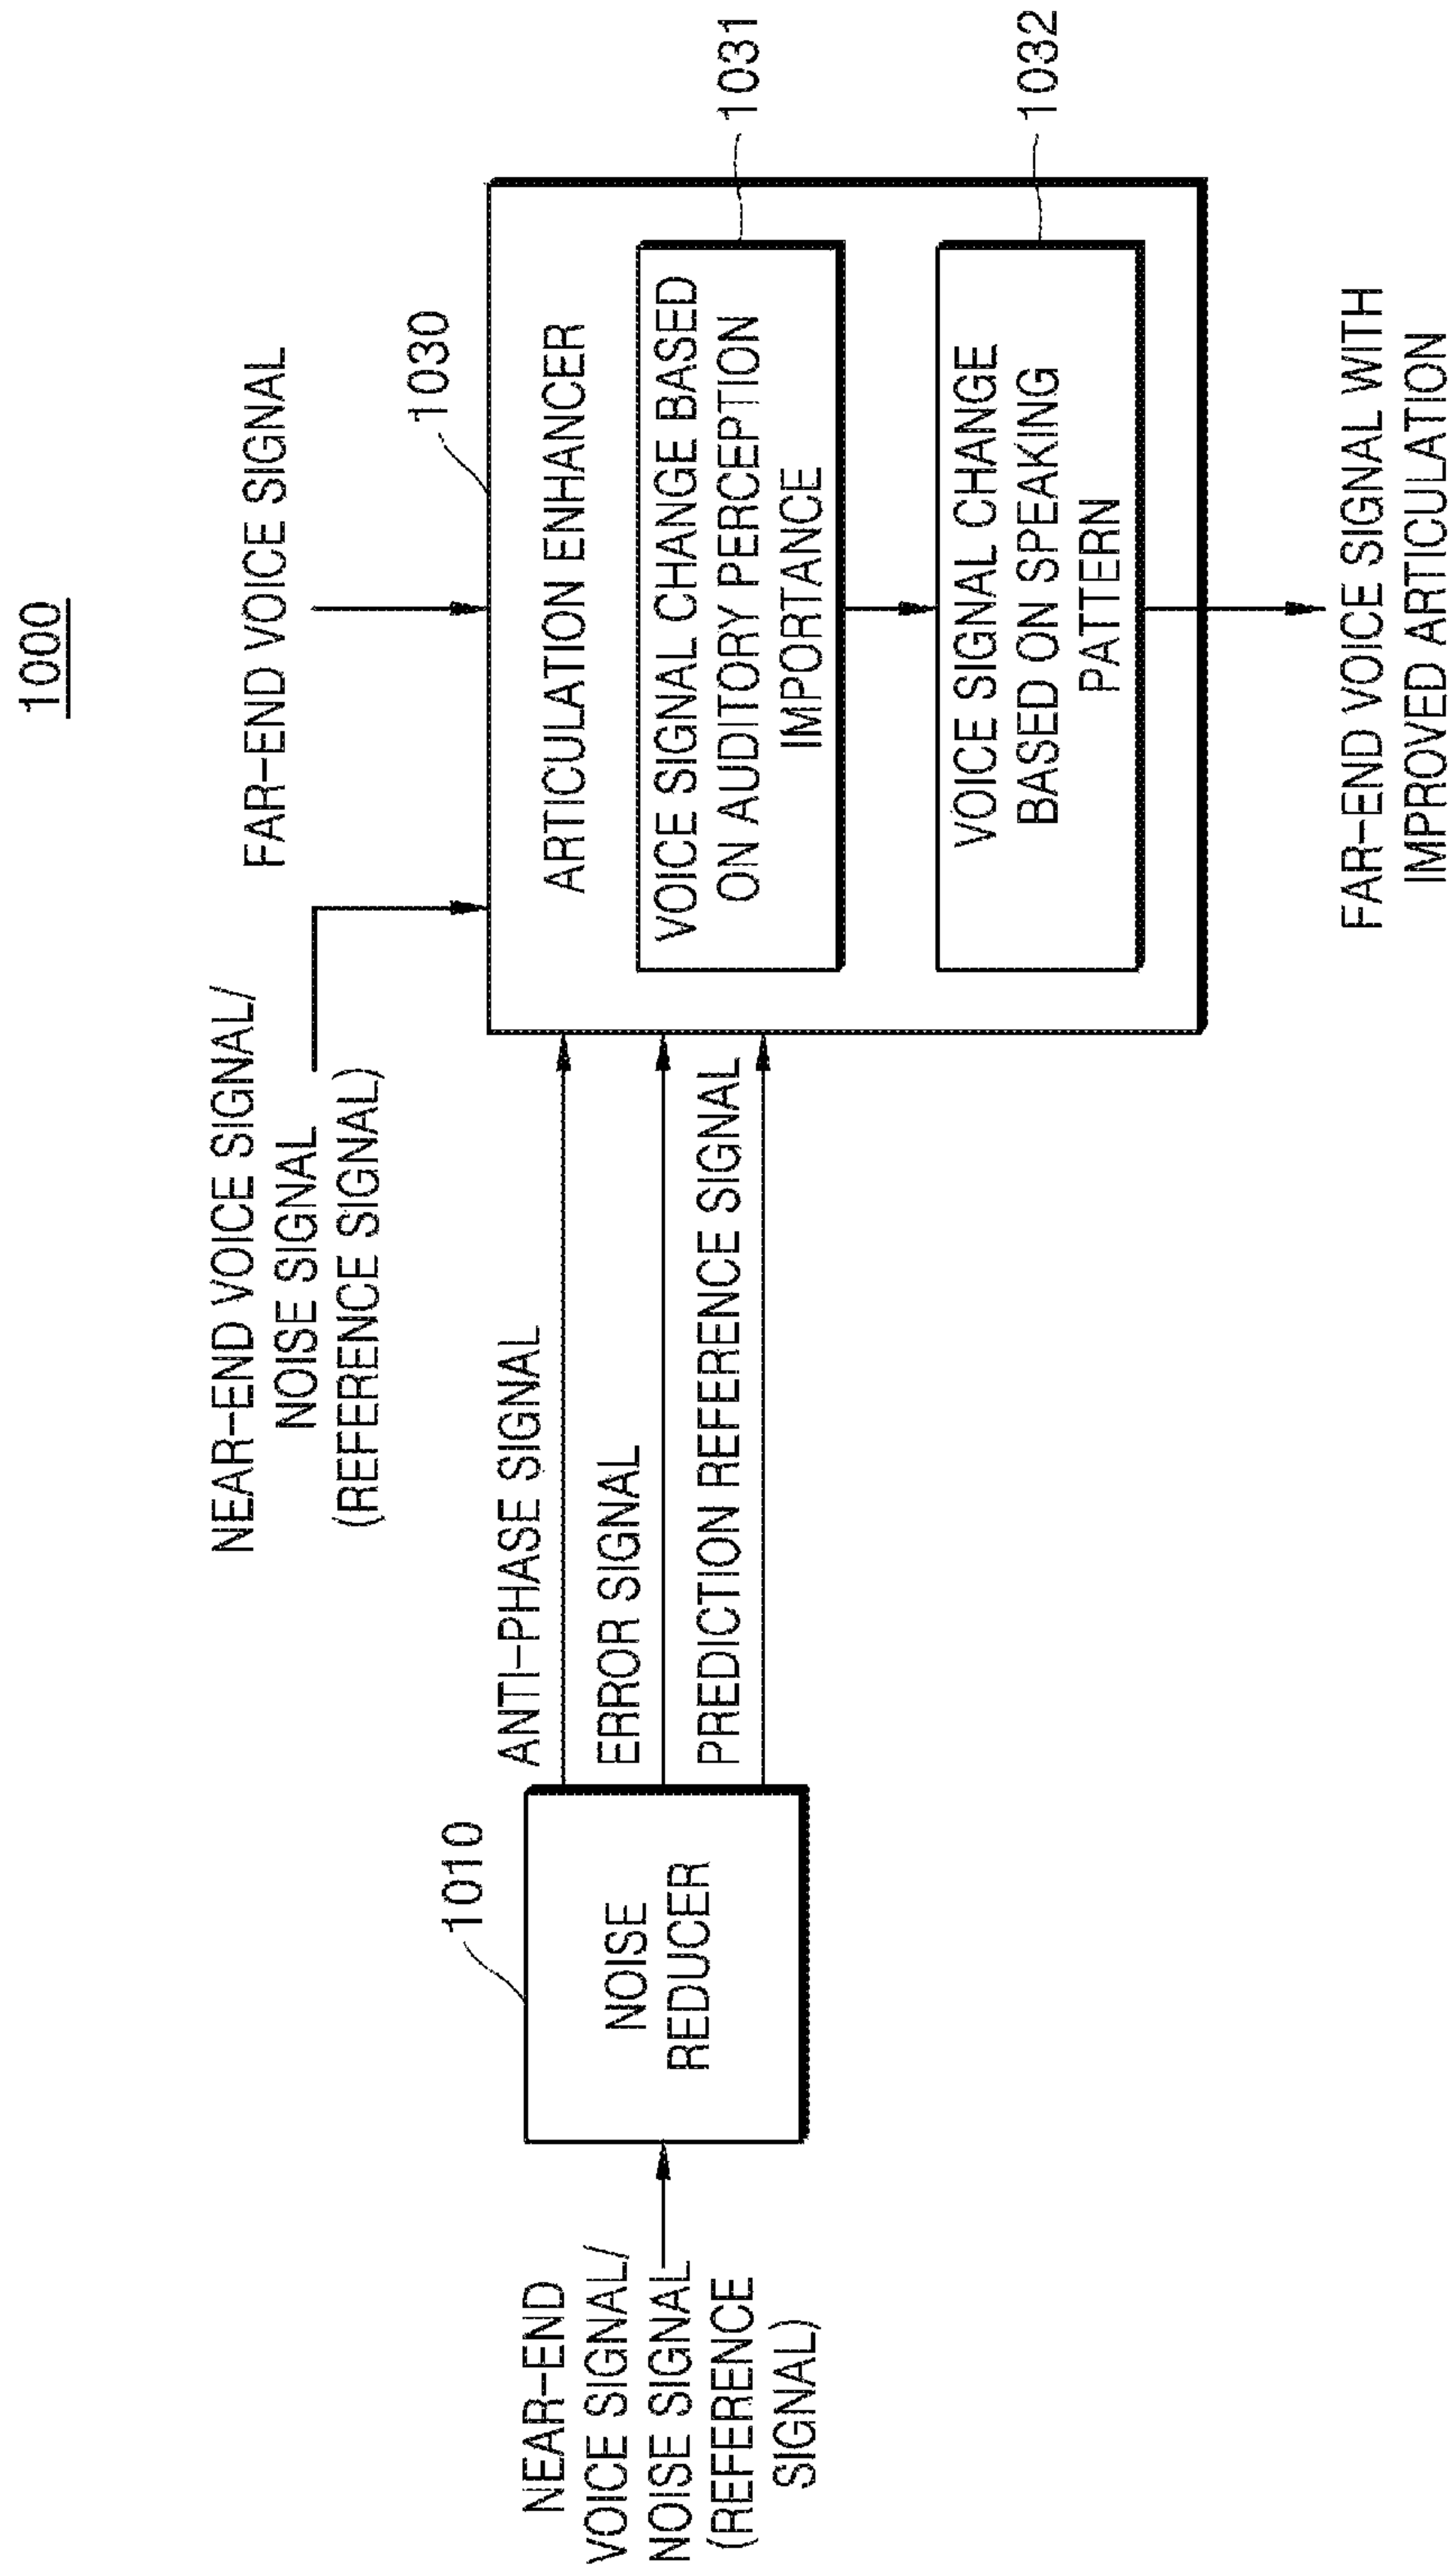 1000
FAR-END VOICE SIGNAL
NEAR-END VOICE SIGNAL/
NOISE SIGNAL
(REFERENCE SIGNAL)
1030
ARTICULATION ENHANCER
VOICE SIGNAL CHANGE BASED
ON AUDITORY PERCEPTION
IMPORTANCE
1031
VOICE SIGNAL CHANGE
BASED ON SPEAKING
PATTERN
1032
FAR-END VOICE SIGNAL WITH
IMPROVED ARTICULATION
ANTI-PHASE SIGNAL
ERROR SIGNAL
PREDICTION REFERENCE SIGNAL
1010
NOISE
REDUCER
NEAR-END
VOICE SIGNAL/
NOISE SIGNAL
(REFERENCE
SIGNAL)